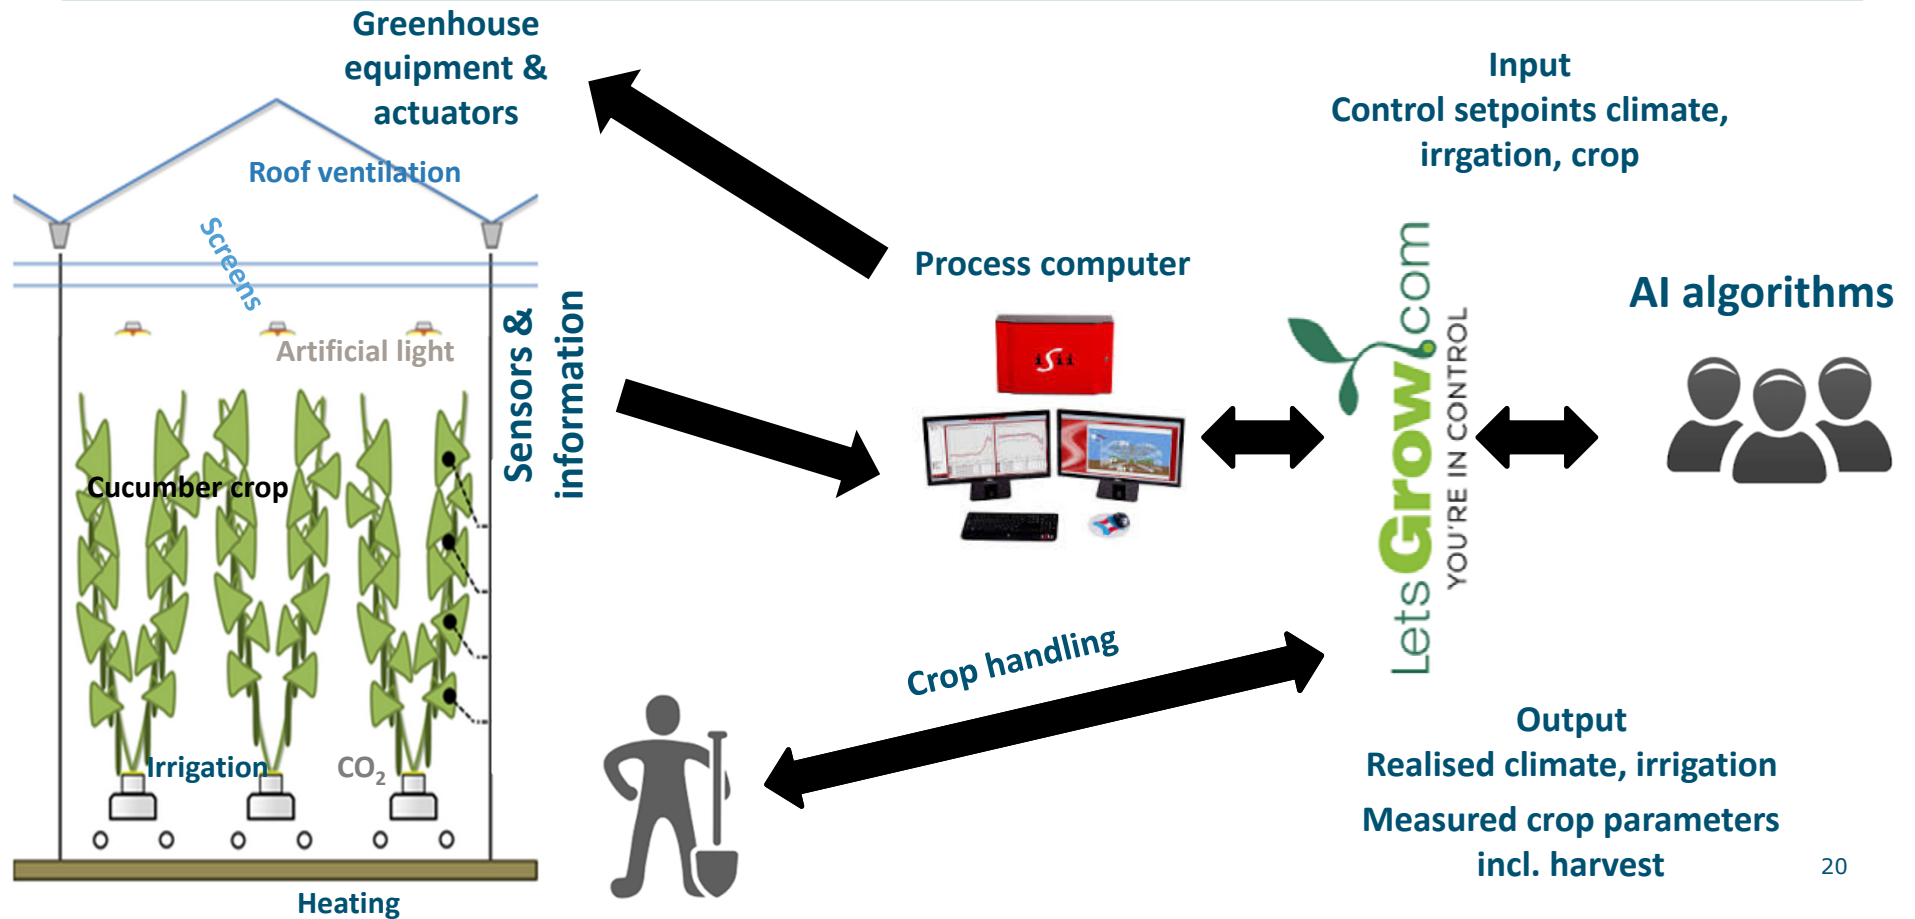 Greenhouse
equipment &
actuators
Roof ventilation
Screens
Artificial light
Sensors &
information
Cucumber crop
Irrigation
CO₂
Heating
Process computer
iSii
Crop handling
Input
Control setpoints climate,
irrgation, crop
LetsGrow.com
YOU'RE IN CONTROL
AI algorithms
Output
Realised climate, irrigation
Measured crop parameters
incl. harvest
20